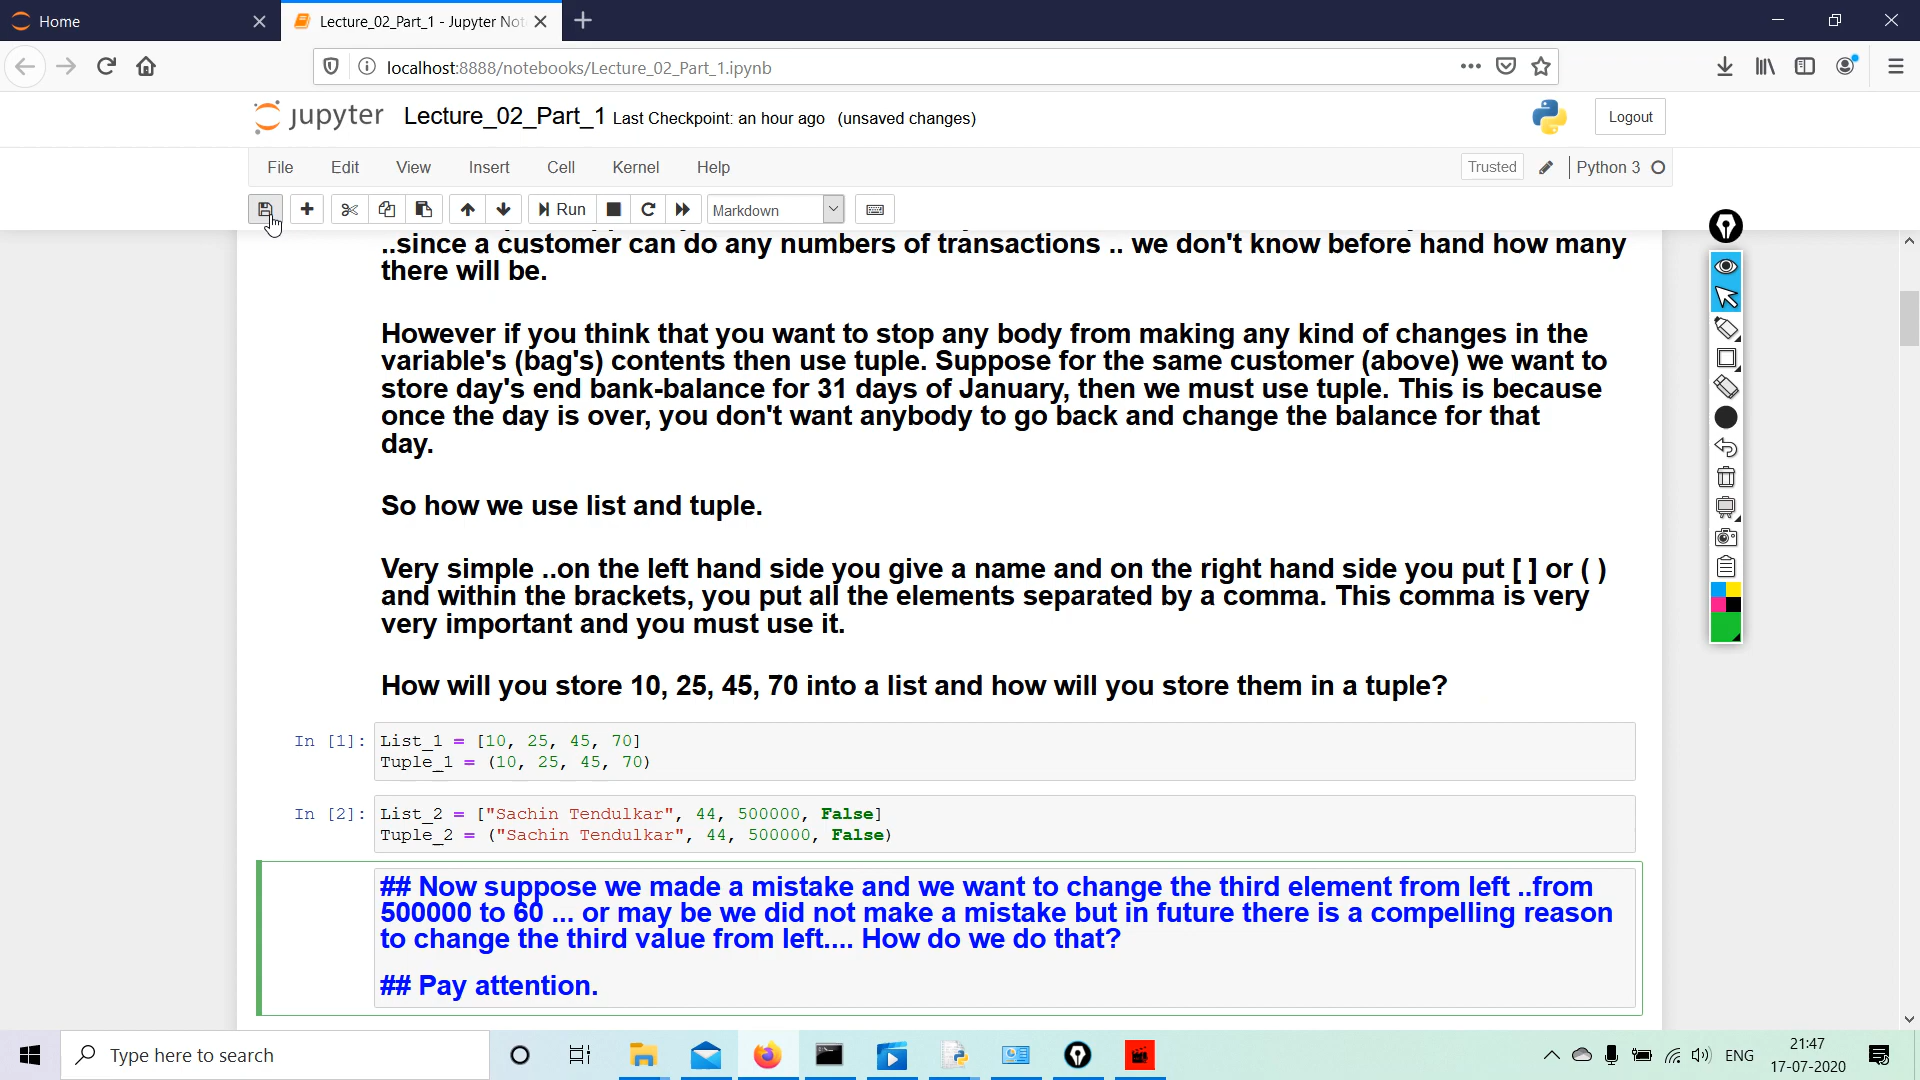 Home
Lecture_02_Part_1 - Jupyter Not
localhost:8888/notebooks/Lecture_02_Part_1.ipynb
jupyter Lecture_02_Part_1 Last Checkpoint: an hour ago (unsaved changes)
Logout
File Edit View Insert Cell Kernel Help
Trusted
Python 3
Run
Markdown
..since a customer can do any numbers of transactions .. we don't know before hand how many
there will be.
However if you think that you want to stop any body from making any kind of changes in the
variable's (bag's) contents then use tuple. Suppose for the same customer (above) we want to
store day's end bank-balance for 31 days of January, then we must use tuple. This is because
once the day is over, you don't want anybody to go back and change the balance for that
day.
So how we use list and tuple.
Very simple ..on the left hand side you give a name and on the right hand side you put [ ] or ( )
and within the brackets, you put all the elements separated by a comma. This comma is very
very important and you must use it.
How will you store 10, 25, 45, 70 into a list and how will you store them in a tuple?
In [1]: List_1 = [10, 25, 45, 70]
Tuple_1 = (10, 25, 45, 70)
In [2]: List_2 = ["Sachin Tendulkar", 44, 500000, False]
Tuple_2 = ("Sachin Tendulkar", 44, 500000, False)
## Now suppose we made a mistake and we want to change the third element from left ..from
500000 to 60 ... or may be we did not make a mistake but in future there is a compelling reason
to change the third value from left.... How do we do that?
## Pay attention.
Type here to search
ENG
21:47
17-07-2020